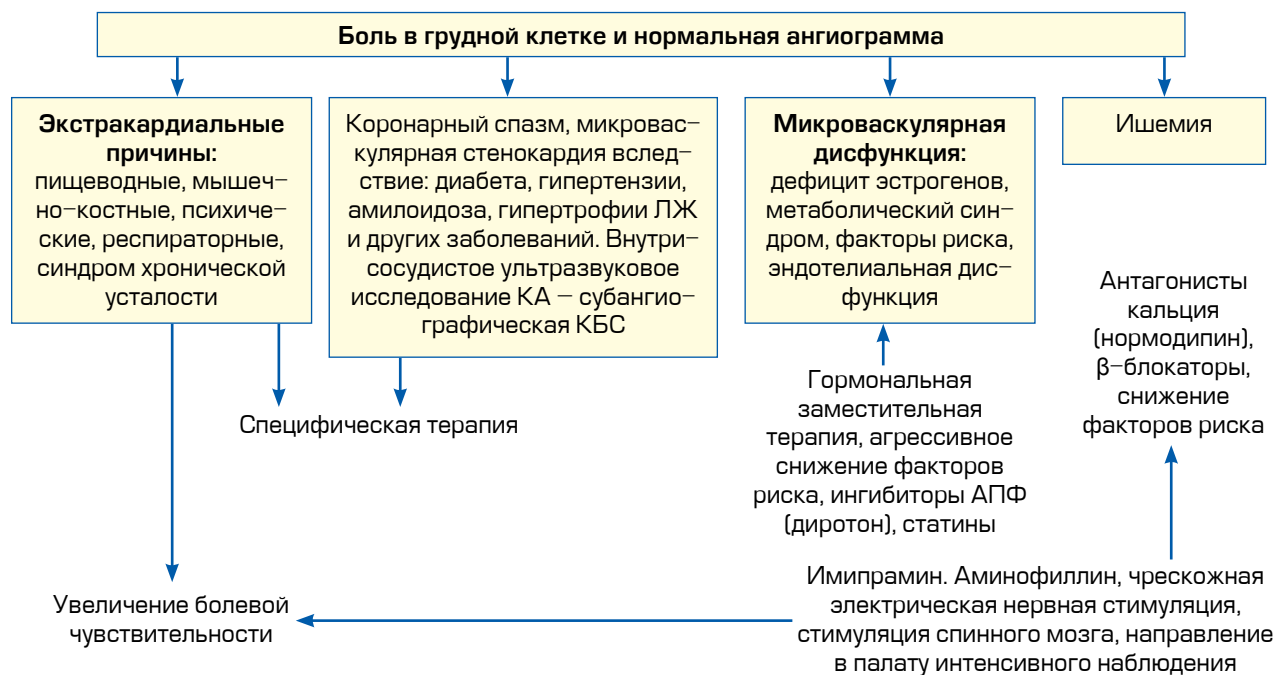 Боль в грудной клетке и нормальная ангиограмма
Экстракардиальные
причины:
пищеводные, мышеч–
но–костные, психиче–
ские, респираторные,
синдром хронической
усталости
Коронарный спазм, микровас–
кулярная стенокардия вслед–
ствие: диабета, гипертензии,
амилоидоза, гипертрофии ЛЖ
и других заболеваний. Внутри–
сосудистое ультразвуковое
исследование КА – субангио–
графическая КБС
Микроваскулярная
дисфункция:
дефицит эстрогенов,
метаболический син–
дром, факторы риска,
эндотелиальная дис–
функция
Ишемия
Антагонисты
кальция
(нормодипин),
β–блокаторы,
снижение
факторов риска
Специфическая терапия
Гормональная
заместительная
терапия, агрессивное
снижение факторов
риска, ингибиторы АПФ
(диротон), статины
Увеличение болевой
чувствительности
Имипрамин. Аминофиллин, чрескожная
электрическая нервная стимуляция,
стимуляция спинного мозга, направление
в палату интенсивного наблюдения